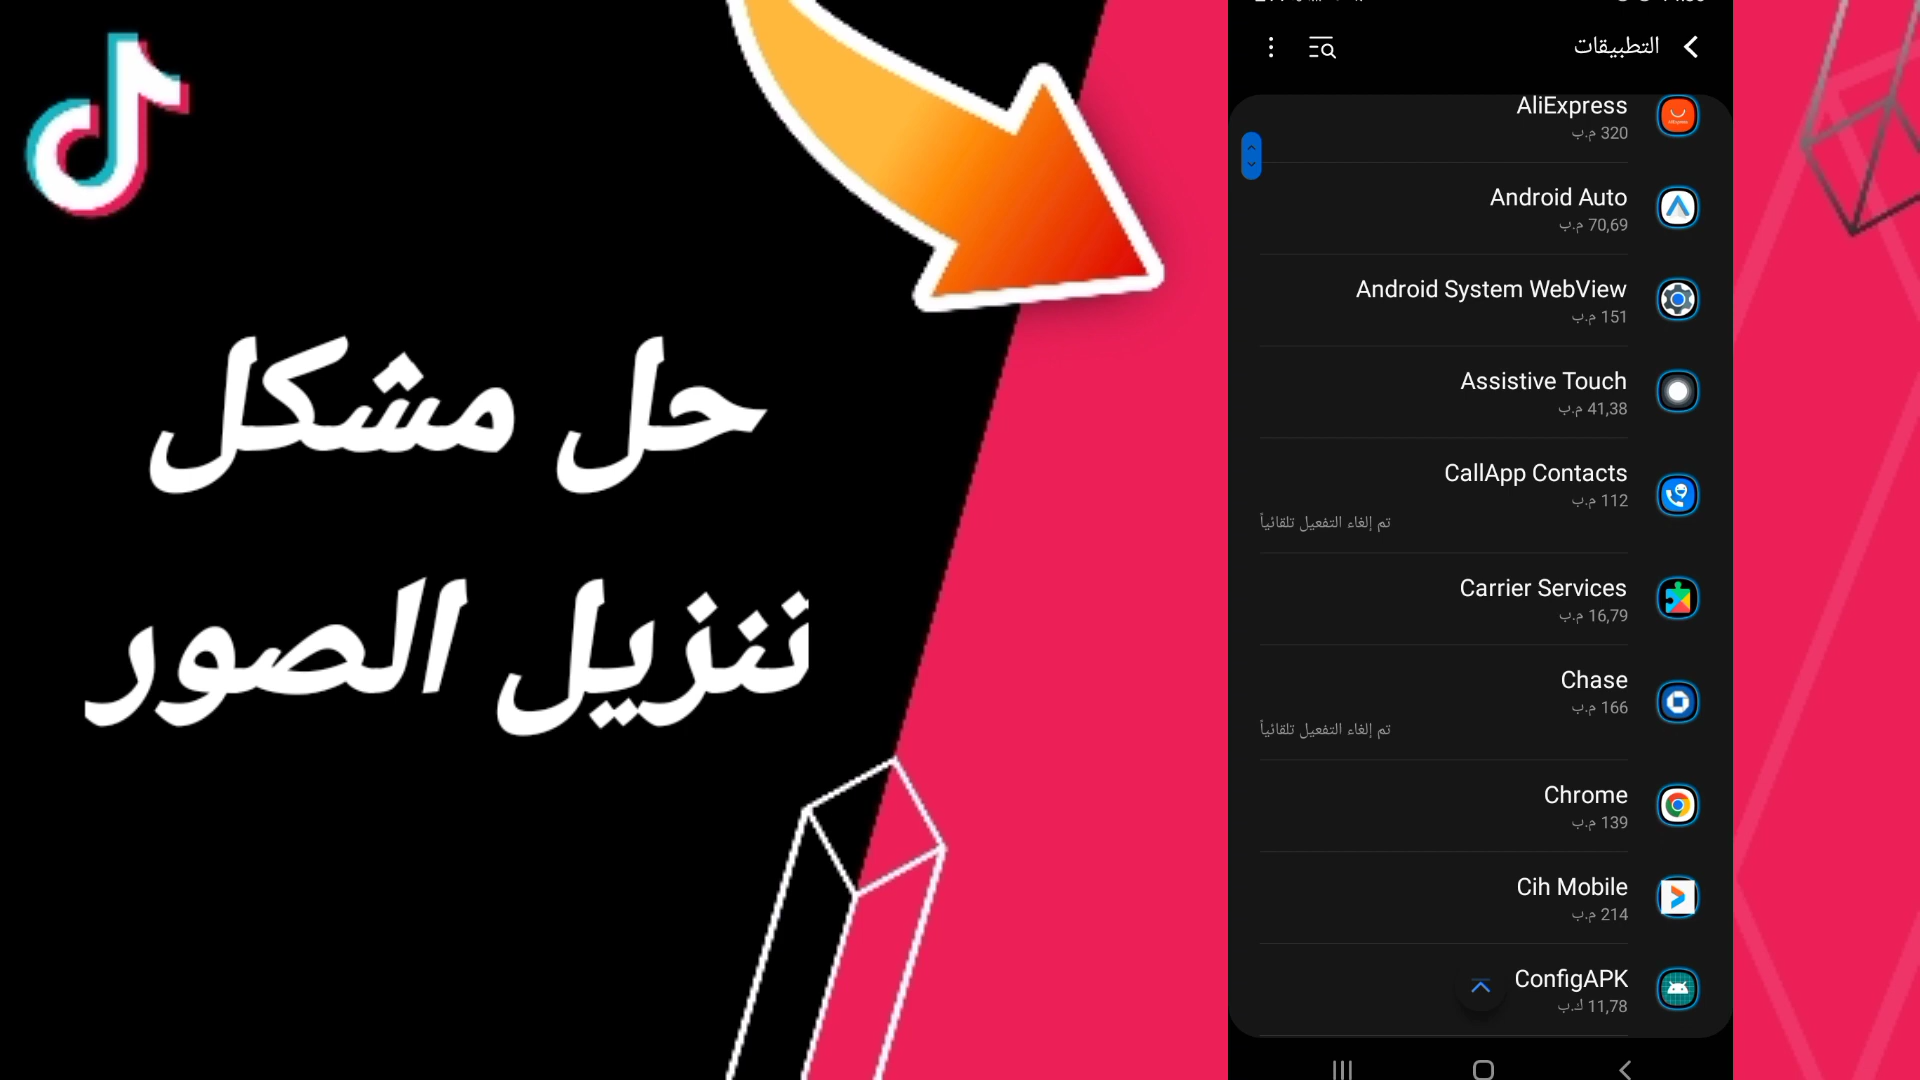 حل مشكل
ننزيل الصور
التطبيقات
AliExpress
320 م.ب
Android Auto
70,69 م.ب
Android System WebView
151 م.ب
Assistive Touch
41,38 م.ب
CallApp Contacts
112 م.ب
تم إلغاء التفعيل تلقائياً
Carrier Services
16,79 م.ب
Chase
166 م.ب
تم إلغاء التفعيل تلقائياً
Chrome
139 م.ب
Cih Mobile
214 م.ب
ConfigAPK
11,78 ك.ب